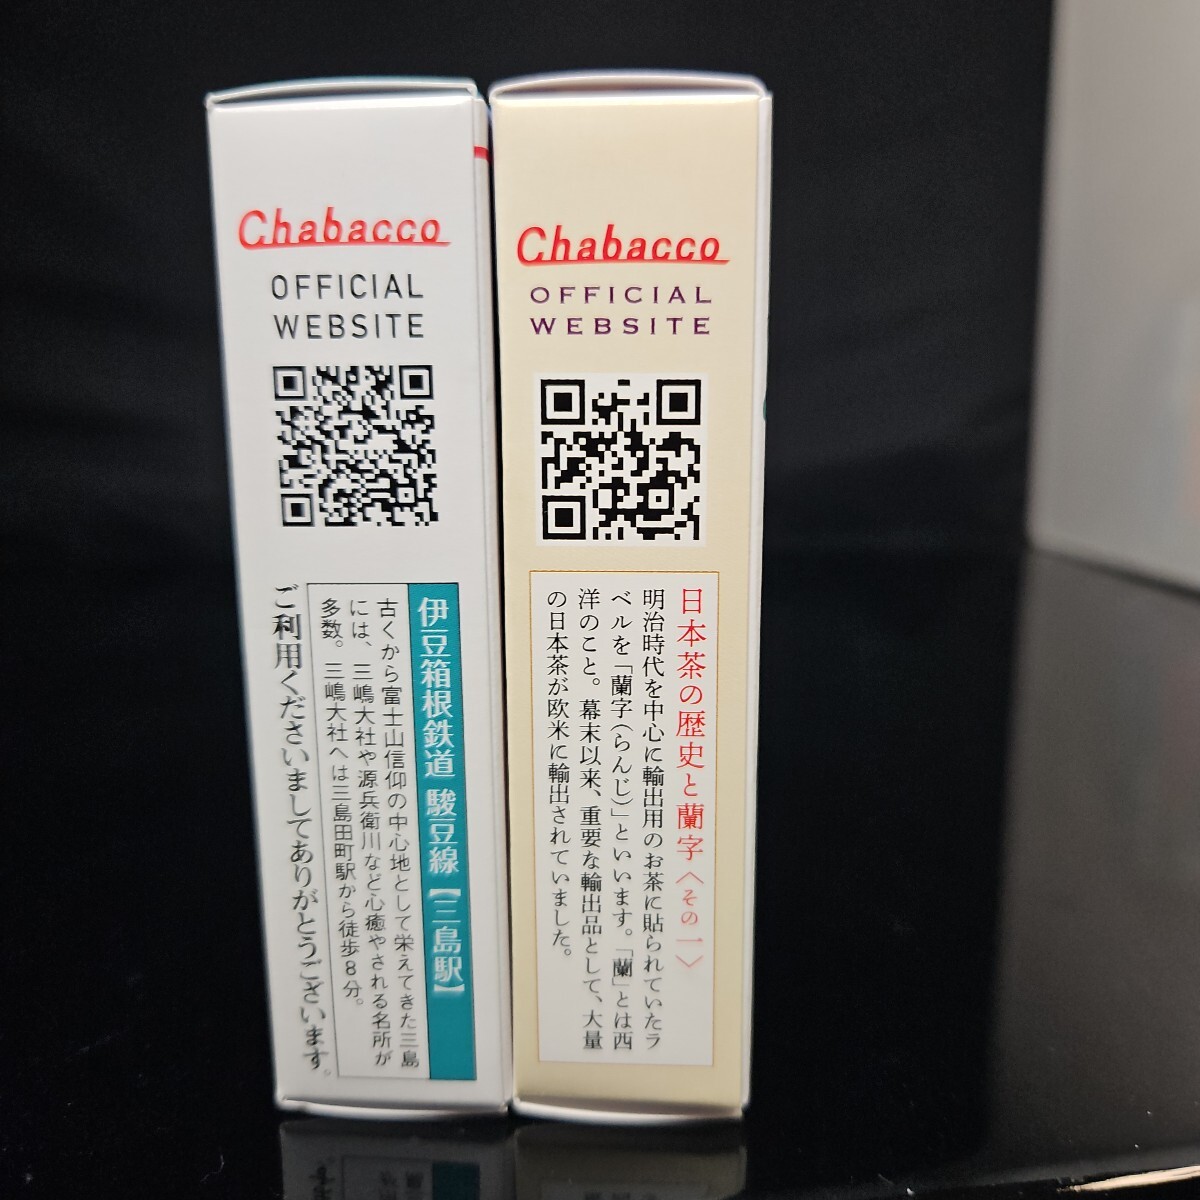 Chabacco
OFFICIAL
WEBSITE
伊豆箱根鉄道 駿豆線【三島駅】
古くから富士山信仰の中心地として栄えてきた三島
には、三嶋大社や源兵衛川など心癒やされる名所が
多数。三嶋大社へは三島田町駅から徒歩8分。
ご利用くださいましてありがとうございます。
Chabacco
OFFICIAL
WEBSITE
日本茶の歴史と蘭字〈その一〉
明治時代を中心に輸出用のお茶に貼られていたラ
ベルを「蘭字(らんじ)」といいます。「蘭」とは西
洋のこと。幕末以来、重要な輸出品として、大量
の日本茶が欧米に輸出されていました。